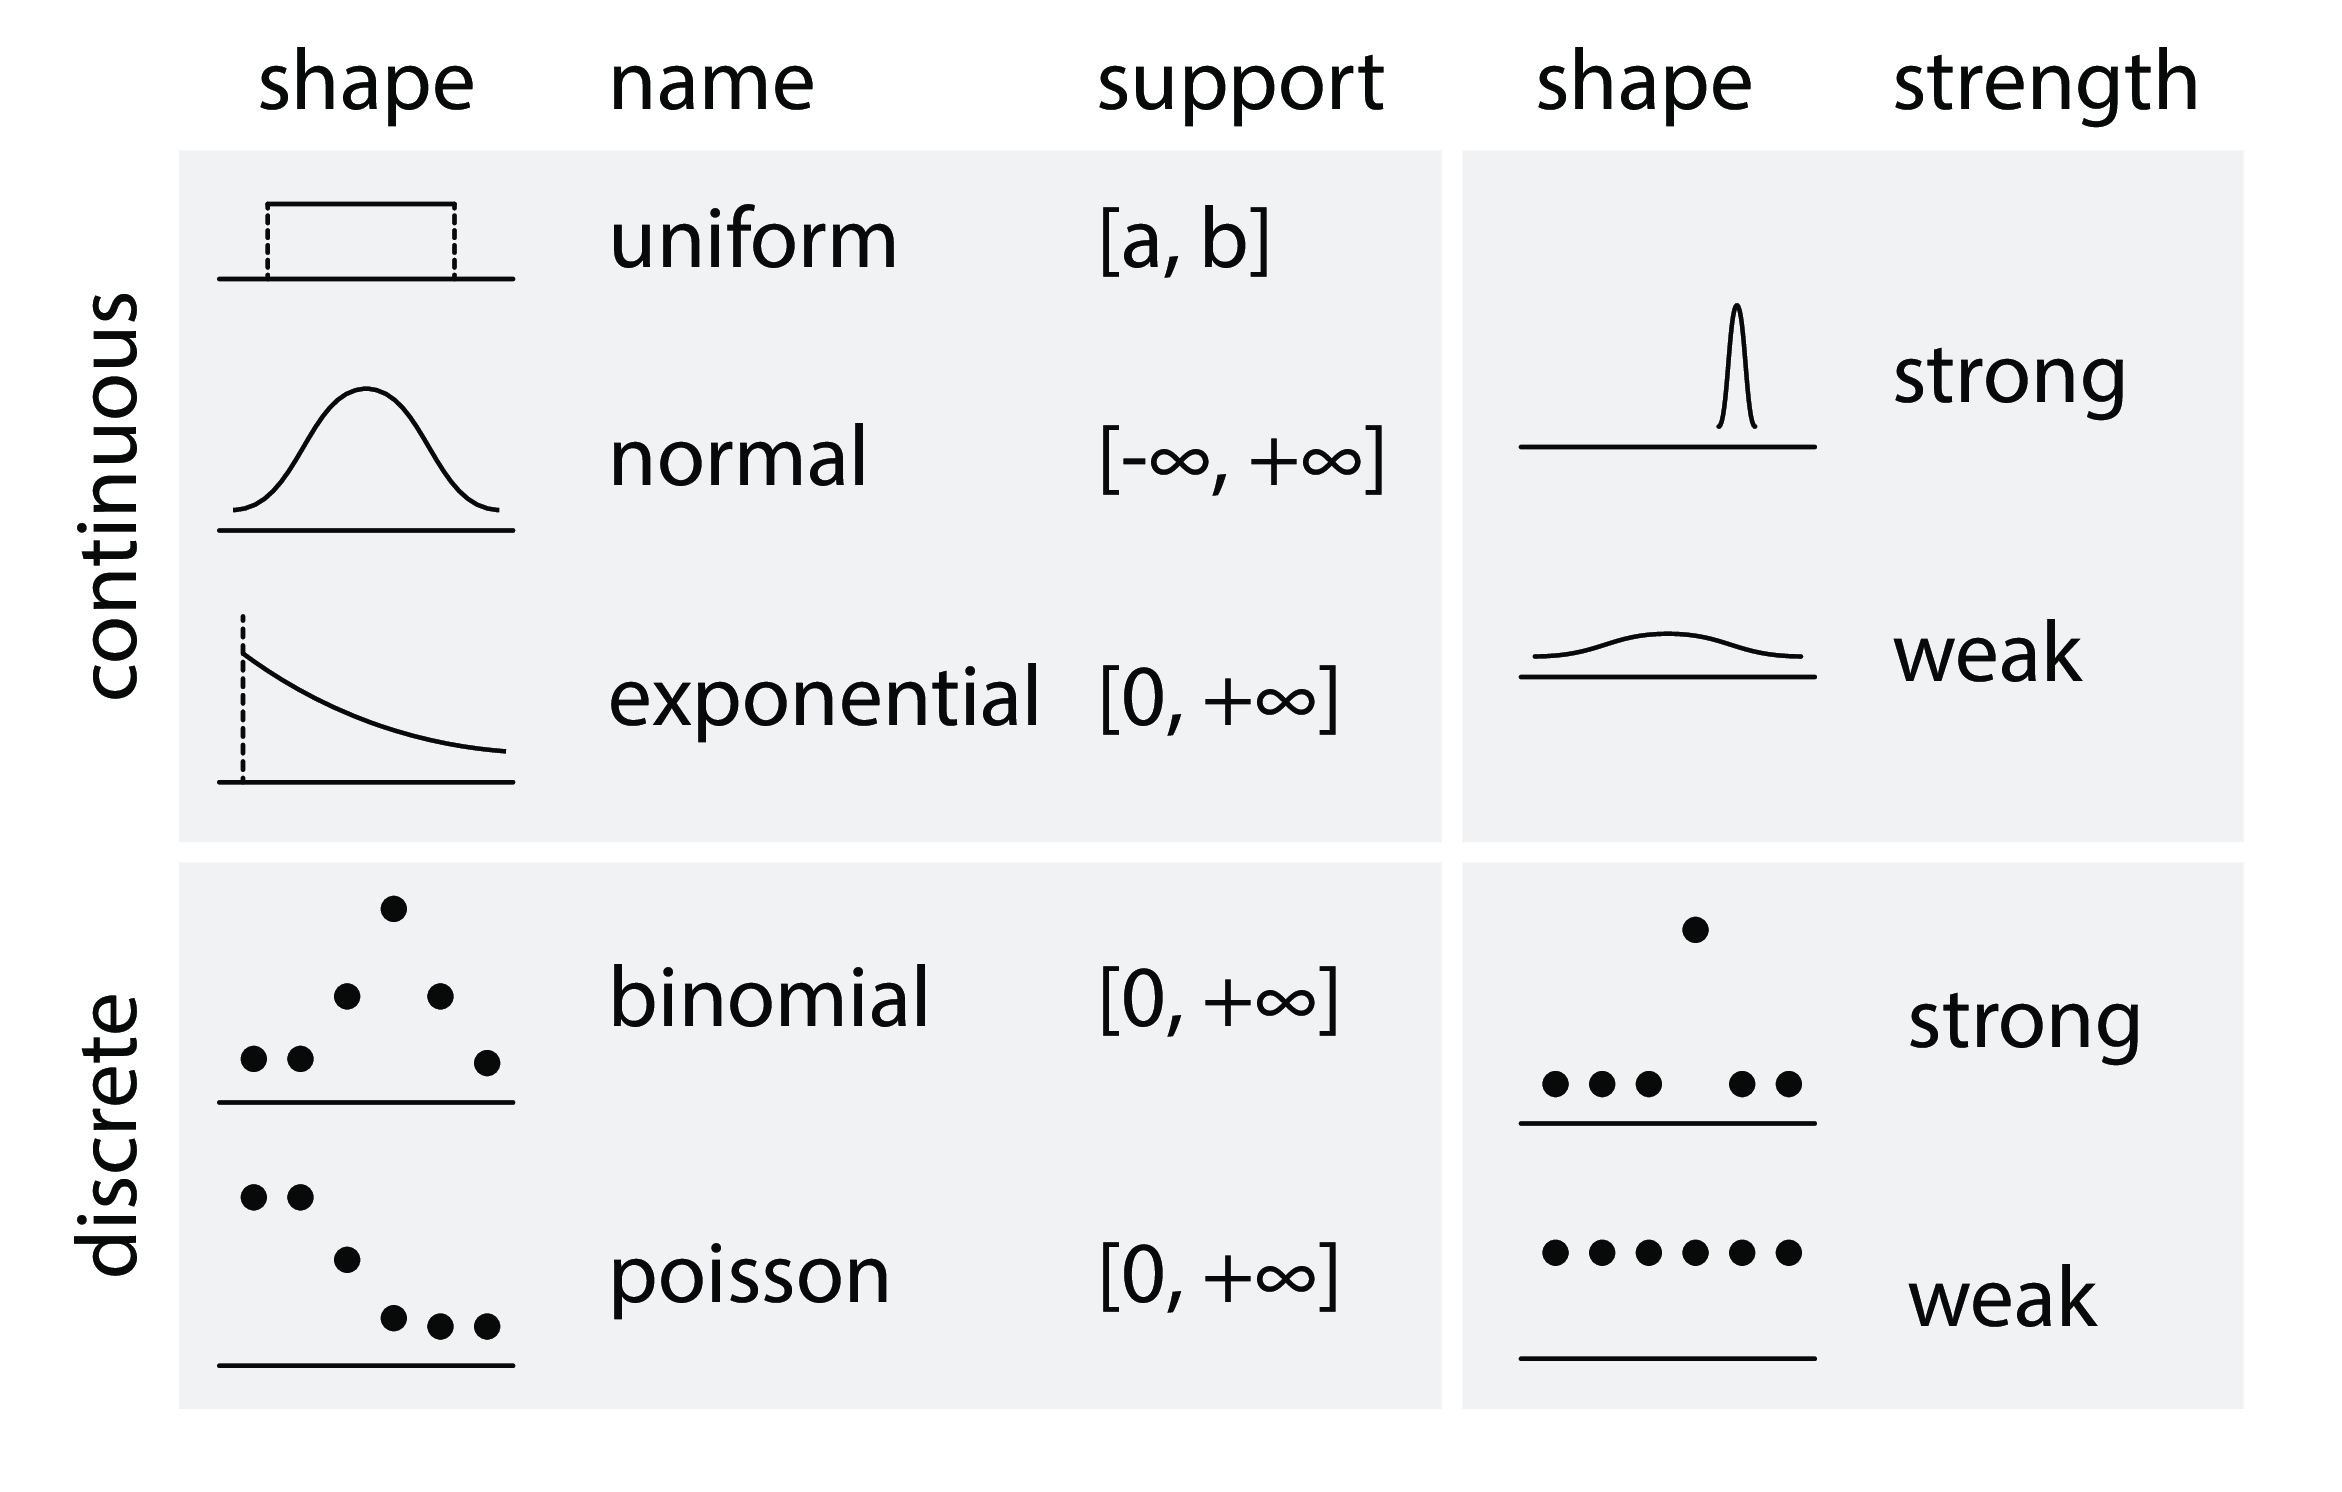 shape name support shape strength
continuous
uniform [a, b]
normal [-∞, +∞]
exponential [0, +∞]
strong
weak
discrete
binomial [0, +∞]
poisson [0, +∞]
strong
weak